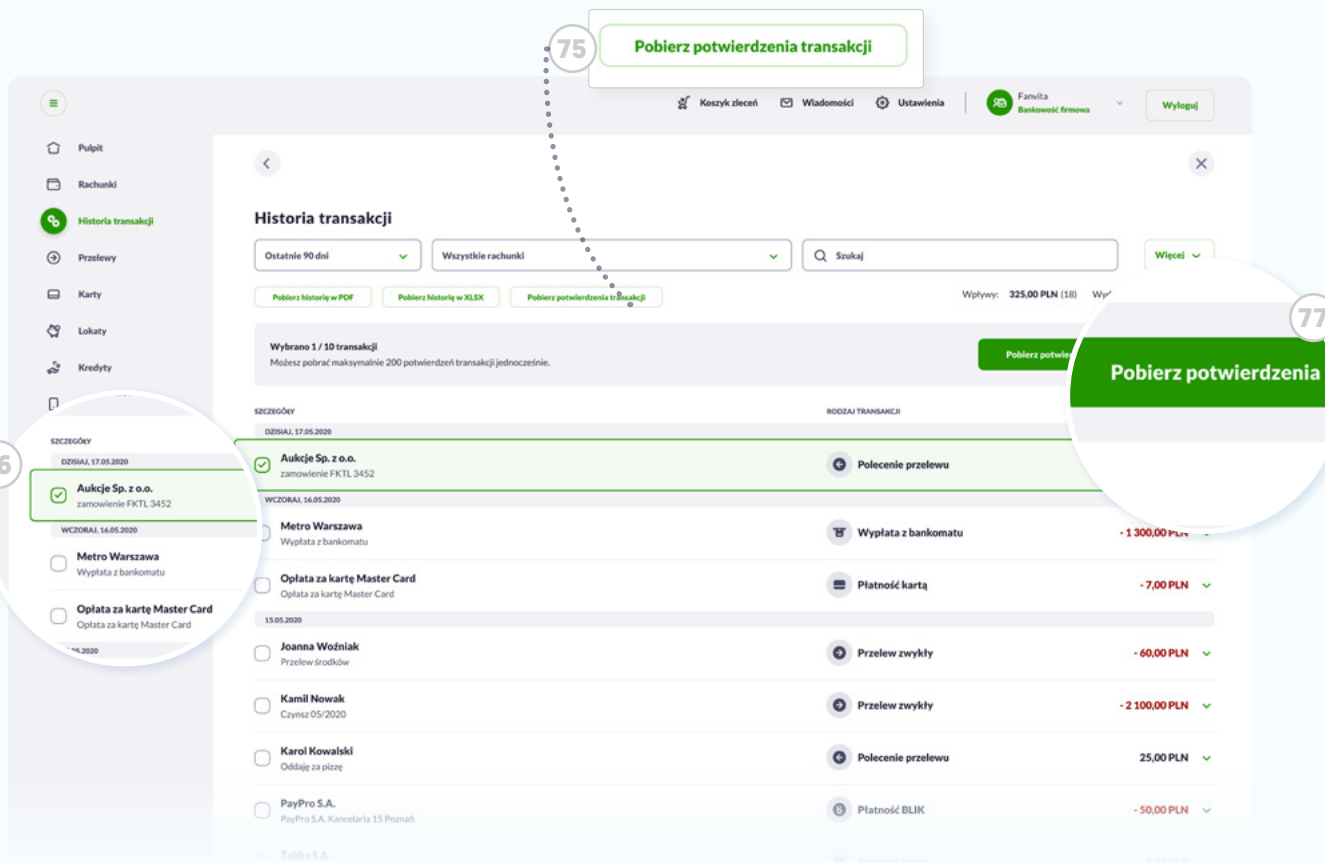 75
Pobierz potwierdzenia transakcji
Koszyk zleceń
Wiadomości
Ustawienia
Fanvita
Bankowość firmowa
Wyloguj
Pulpit
Rachunki
Historia transakcji
Przelewy
Karty
Lokaty
Kredyty
Historia transakcji
Ostatnie 90 dni
Wszystkie rachunki
Szukaj
Więcej
Pobierz historię w PDF
Pobierz historię w XLSX
Pobierz potwierdzenia transakcji
Wpływy: 325,00 PLN (18)
Wybrano 1 / 10 transakcji
Możesz pobrać maksymalnie 200 potwierdzeń transakcji jednocześnie.
Pobierz
77
Pobierz potwierdzenia
SZCZEGÓŁY
RODZAJ TRANSAKCJI
DZISIAJ, 17.05.2020
Aukcje Sp. z o.o.
zamowienie FKTL 3452
Polecenie przelewu
WCZORAJ, 16.05.2020
Metro Warszawa
Wypłata z bankomatu
Wypłata z bankomatu
- 1 300,00 PLN
Opłata za kartę Master Card
Opłata za kartę Master Card
Płatność kartą
- 7,00 PLN
15.05.2020
Joanna Woźniak
Przelew środków
Przelew zwykły
- 60,00 PLN
Kamil Nowak
Czynsz 05/2020
Przelew zwykły
- 2 100,00 PLN
Karol Kowalski
Oddaję za pizzę
Polecenie przelewu
25,00 PLN
PayPro S.A.
PayPro S.A. Kancelaria 15 Poznań
Płatność BLIK
- 50,00 PLN
Żabka S.A.
SZCZEGÓŁY
DZISIAJ, 17.05.2020
6
Aukcje Sp. z o.o.
zamowienie FKTL 3452
WCZORAJ, 16.05.2020
Metro Warszawa
Wypłata z bankomatu
Opłata za kartę Master Card
Opłata za kartę Master Card
.05.2020